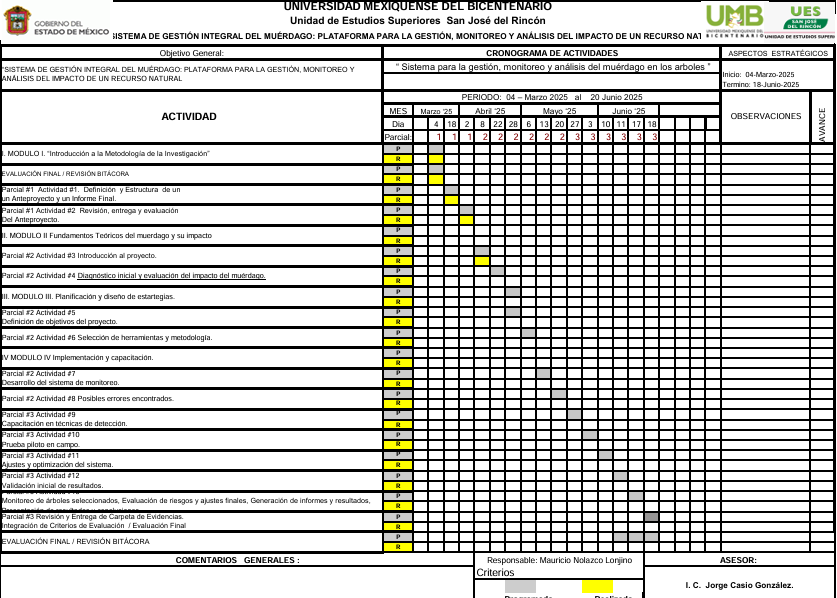 UNIVERSIDAD MEXIQUENSE DEL BICENTENARIO
GOBIERNO DEL
ESTADO DE MÉXICO
Unidad de Estudios Superiores San José del Rincón
UMB
UES
SAN JOSÉ
DEL RINCÓN
SISTEMA DE GESTIÓN INTEGRAL DEL MUÉRDAGO: PLATAFORMA PARA LA GESTIÓN, MONITOREO Y ANÁLISIS DEL IMPACTO DE UN RECURSO NAT
BICENTENARIO
Objetivo General:
CRONOGRAMA DE ACTIVIDADES
ASPECTOS ESTRATÉGICOS
"SISTEMA DE GESTIÓN INTEGRAL DEL MUÉRDAGO: PLATAFORMA PARA LA GESTIÓN, MONITOREO Y
ANÁLISIS DEL IMPACTO DE UN RECURSO NATURAL
" Sistema para la gestión, monitoreo y análisis del muérdago en los arboles "
Inicio: 04-Marzo-2025
Termino: 18-Junio-2025
ACTIVIDAD
PERIODO: 04 – Marzo 2025 al 20 Junio 2025
OBSERVACIONES
AVANCE
MES Marzo '25 Abril '25 Mayo '25 Junio '25
Dia 4 18 2 8 22 28 6 13 20 27 3 10 11 17 18
Parcial: 1 1 1 2 2 2 2 2 2 3 3 3 3 3 3
I. MODULO I. "Introducción a la Metodología de la Investigación" P
R
EVALUACIÓN FINAL / REVISIÓN BITÁCORA P
R
Parcial #1 Actividad #1. Definición y Estructura de un P
un Anteproyecto y un Informe Final. R
Parcial #1 Actividad #2 Revisión, entrega y evaluación P
Del Anteproyecto. R
II. MODULO II Fundamentos Teóricos del muerdago y su impacto P
R
Parcial #2 Actividad #3 Introducción al proyecto. P
R
Parcial #2 Actividad #4 Diagnóstico inicial y evaluación del impacto del muérdago. P
R
III. MODULO III. Planificación y diseño de estartegias. P
R
Parcial #2 Actividad #5 P
Definición de objetivos del proyecto. R
Parcial #2 Actividad #6 Selección de herramientas y metodología. P
R
IV MODULO IV Implementación y capacitación. P
R
Parcial #2 Actividad #7 P
Desarrollo del sistema de monitoreo. R
Parcial #2 Actividad #8 Posibles errores encontrados. P
R
Parcial #3 Actividad #9 P
Capacitación en técnicas de detección. R
Parcial #3 Actividad #10 P
Prueba piloto en campo. R
Parcial #3 Actividad #11 P
Ajustes y optimización del sistema. R
Parcial #3 Actividad #12 P
Validación inicial de resultados. R
Monitoreo de árboles seleccionados, Evaluación de riesgos y ajustes finales, Generación de informes y resultados, P
R
Parcial #3 Revisión y Entrega de Carpeta de Evidencias. P
Integración de Criterios de Evaluación / Evaluación Final R
EVALUACIÓN FINAL / REVISIÓN BITÁCORA P
R
COMENTARIOS GENERALES :
Responsable: Mauricio Nolazco Lonjino
ASESOR:
Criterios
I. C. Jorge Casio González.
Programado Realizado